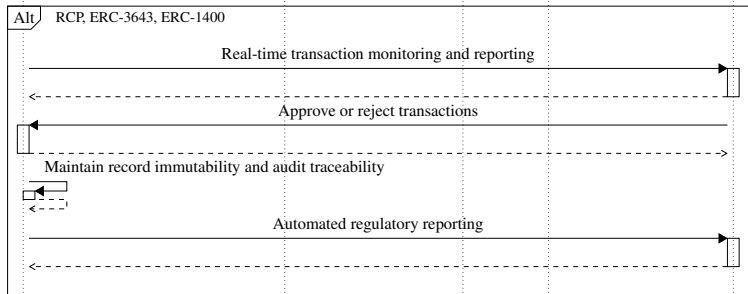 Alt RCP, ERC-3643, ERC-1400
Real-time transaction monitoring and reporting
Approve or reject transactions
Maintain record immutability and audit traceability
Automated regulatory reporting